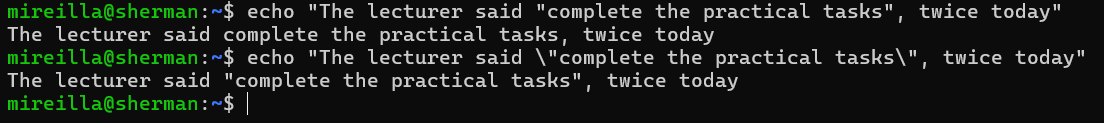 mireilla@sherman:~$ echo "The lecturer said "complete the practical tasks", twice today"
The lecturer said complete the practical tasks, twice today
mireilla@sherman:~$ echo "The lecturer said \"complete the practical tasks\", twice today"
The lecturer said "complete the practical tasks", twice today
mireilla@sherman:~$